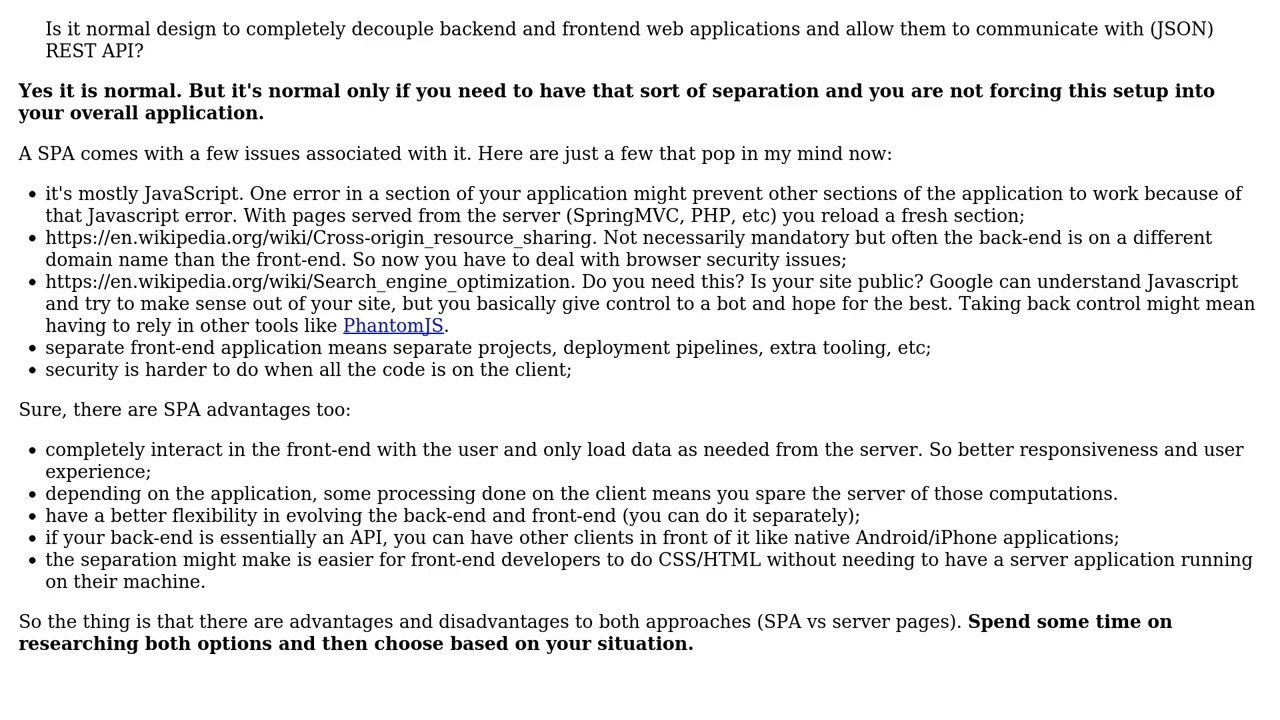 Is it normal design to completely decouple backend and frontend web applications and allow them to communicate with (JSON)
REST API?
Yes it is normal. But it's normal only if you need to have that sort of separation and you are not forcing this setup into
your overall application.
A SPA comes with a few issues associated with it. Here are just a few that pop in my mind now:
• it's mostly JavaScript. One error in a section of your application might prevent other sections of the application to work because of
that Javascript error. With pages served from the server (SpringMVC, PHP, etc) you reload a fresh section;
• https://en.wikipedia.org/wiki/Cross-origin_resource_sharing. Not necessarily mandatory but often the back-end is on a different
domain name than the front-end. So now you have to deal with browser security issues;
• https://en.wikipedia.org/wiki/Search_engine_optimization. Do you need this? Is your site public? Google can understand Javascript
and try to make sense out of your site, but you basically give control to a bot and hope for the best. Taking back control might mean
having to rely in other tools like PhantomJS.
• separate front-end application means separate projects, deployment pipelines, extra tooling, etc;
• security is harder to do when all the code is on the client;
Sure, there are SPA advantages too:
• completely interact in the front-end with the user and only load data as needed from the server. So better responsiveness and user
experience;
• depending on the application, some processing done on the client means you spare the server of those computations.
• have a better flexibility in evolving the back-end and front-end (you can do it separately);
• if your back-end is essentially an API, you can have other clients in front of it like native Android/iPhone applications;
• the separation might make is easier for front-end developers to do CSS/HTML without needing to have a server application running
on their machine.
So the thing is that there are advantages and disadvantages to both approaches (SPA vs server pages). Spend some time on
researching both options and then choose based on your situation.